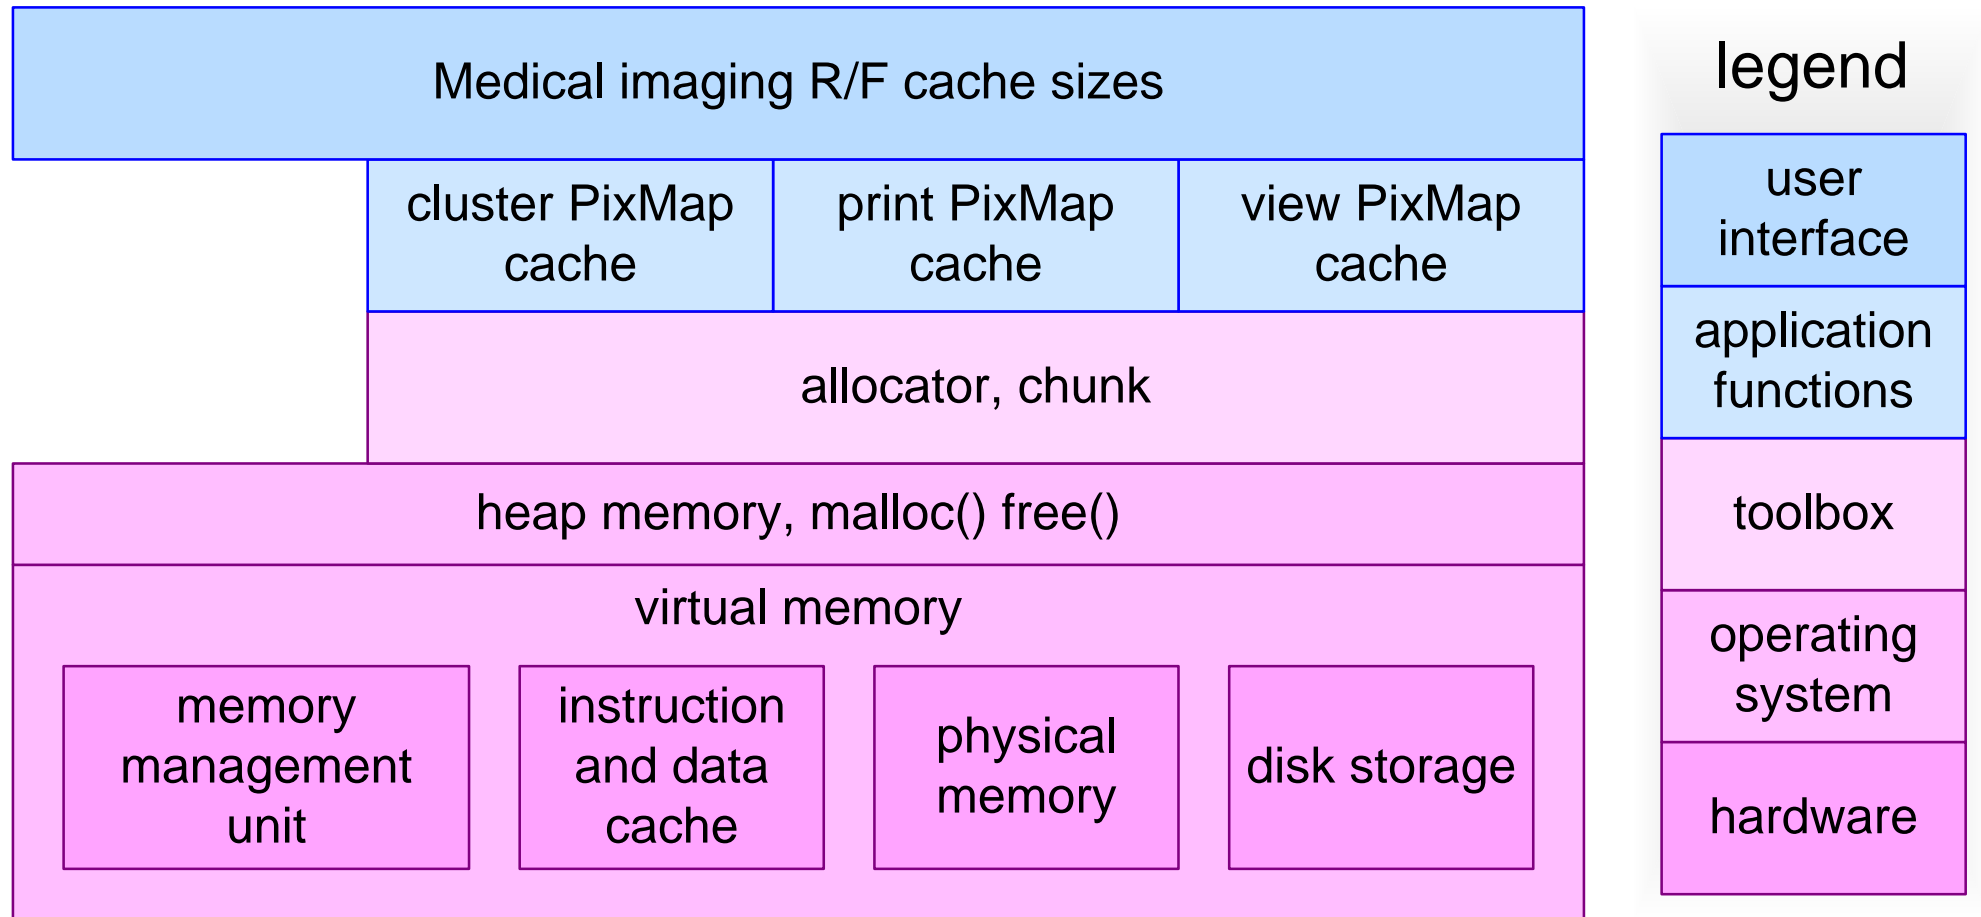 Medical imaging R/F cache sizes
cluster PixMap
cache
print PixMap
cache
view PixMap
cache
allocator, chunk
heap memory, malloc() free()
virtual memory
memory
management
unit
instruction
and data
cache
physical
memory
disk storage
legend
user
interface
application
functions
toolbox
operating
system
hardware